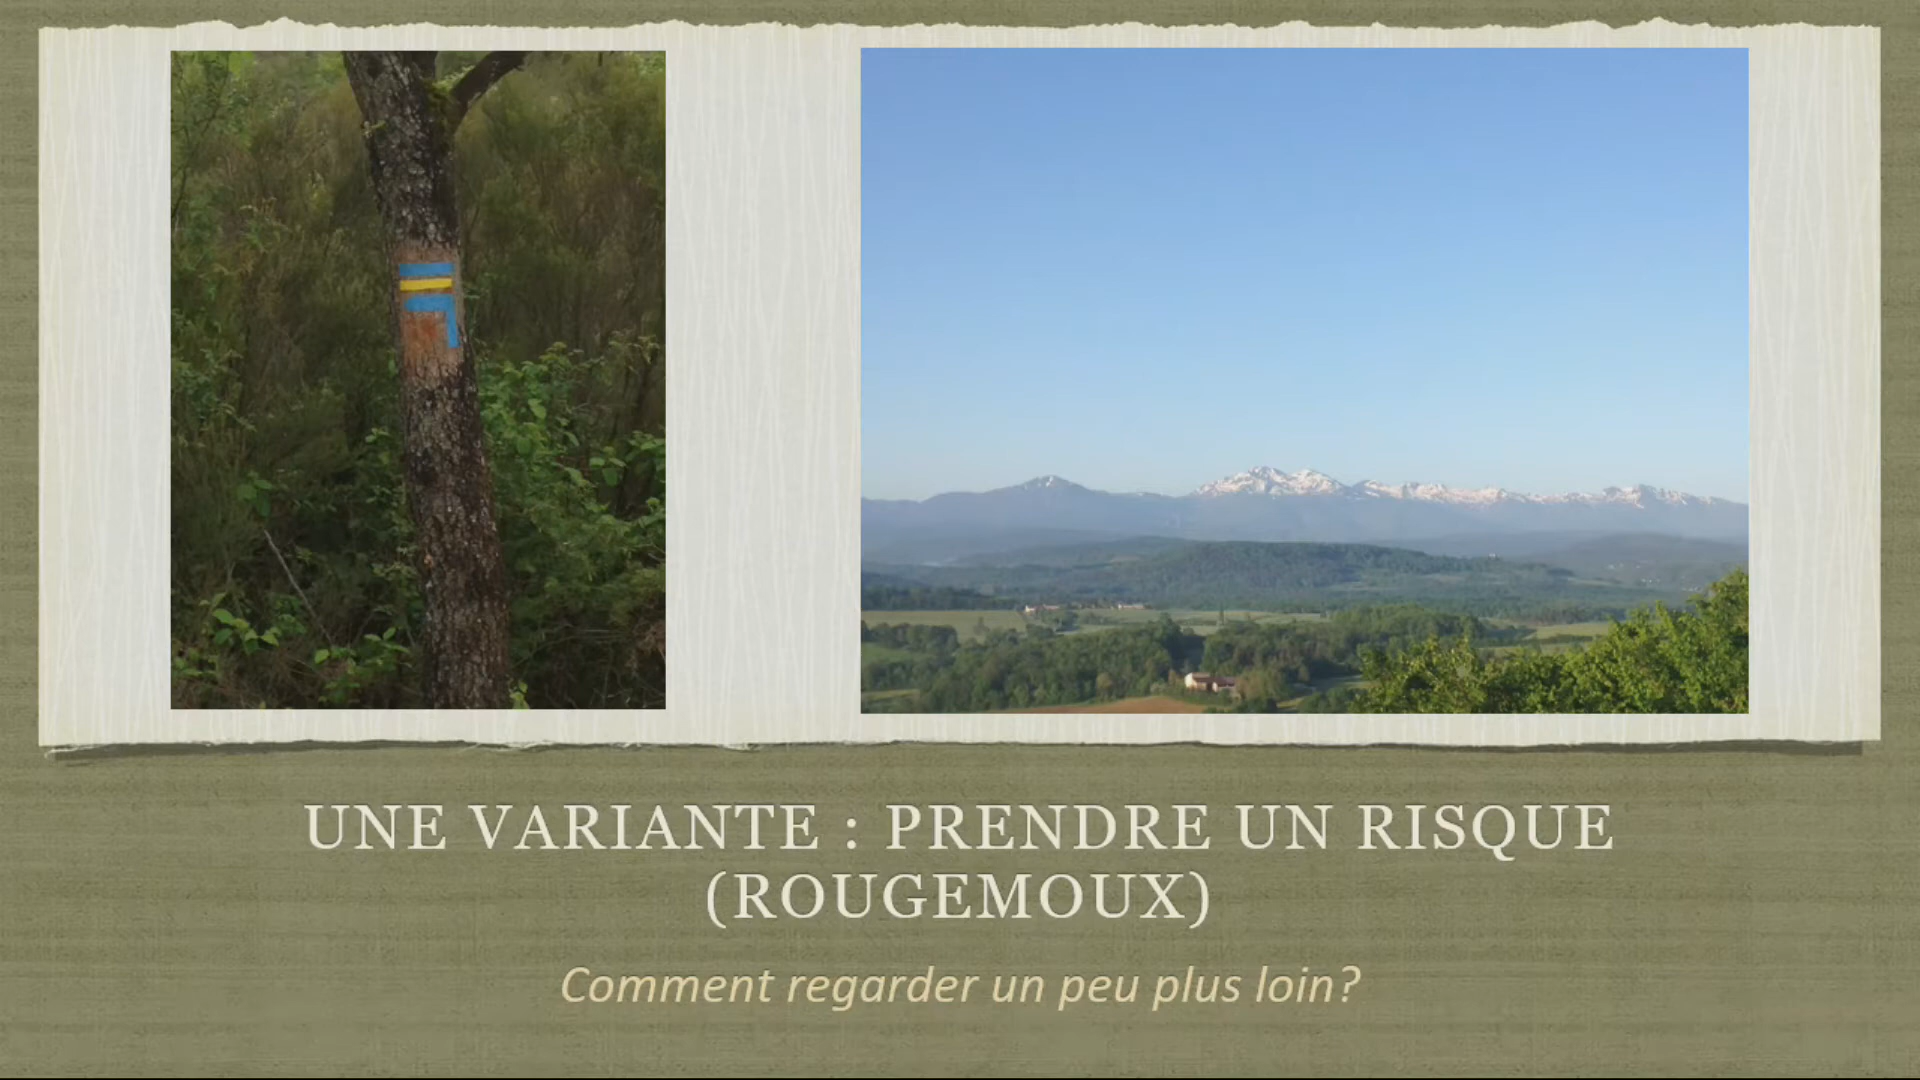 UNE VARIANTE : PRENDRE UN RISQUE
(ROUGEMOUX)
Comment regarder un peu plus loin?